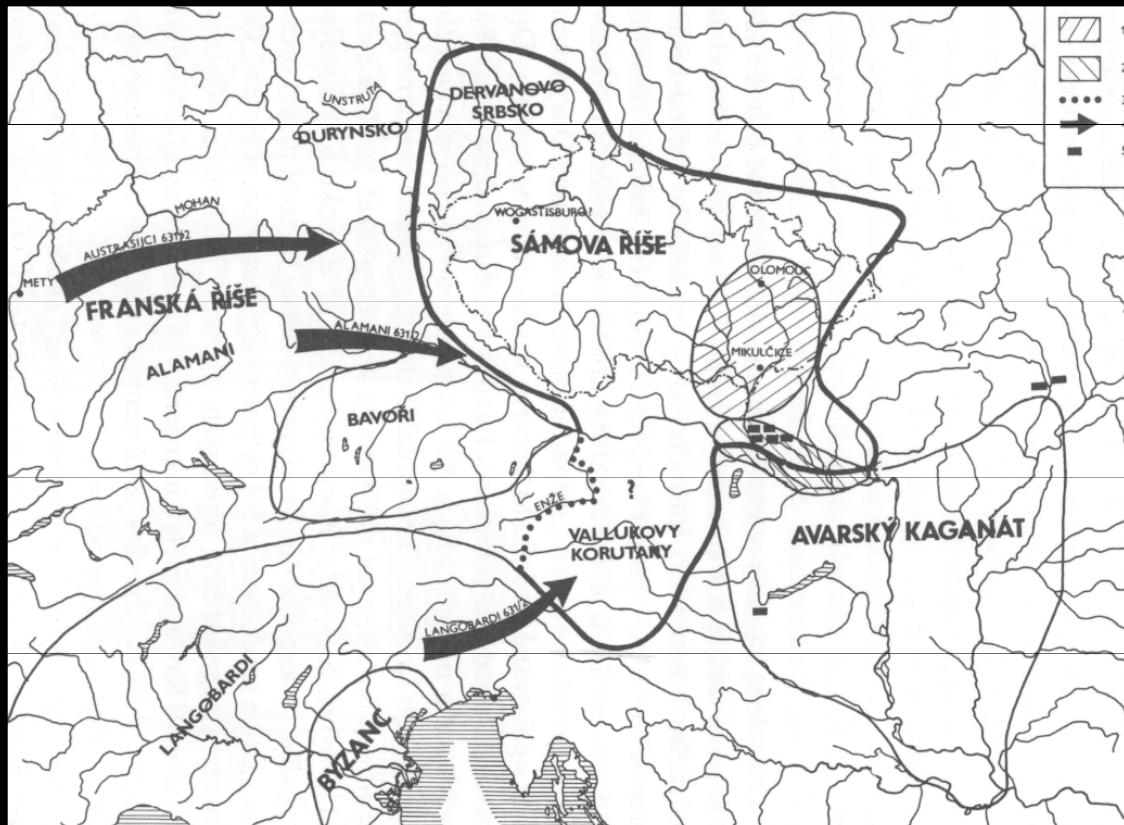 DERVANOVO
SRBSKO
UNSTRUTA
DURYNSKO
MOHAN
WOGASTISBURG?
SÁMOVA ŘÍŠE
AUSTRASIJCI 631/2
METY
FRANSKÁ ŘÍŠE
OLOMOUC
ALAMANI 631/2
ALAMANI
MIKULČICE
BAVOŘI
?
ENŽE
VALLUKOVY
KORUTANY
AVARSKÝ KAGANÁT
LANGOBARDI 631/2
LANGOBARDI
BYZANC